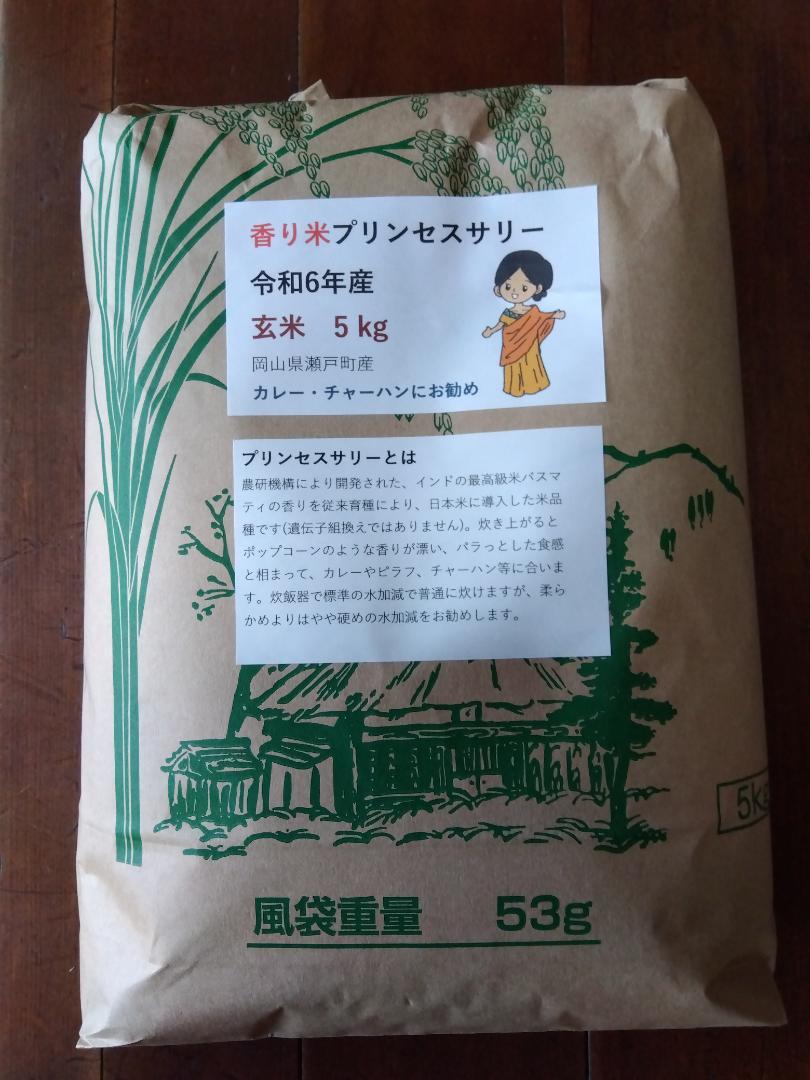 香り米プリンセスサリー
令和6年産
玄米　5 kg
岡山県瀬戸町産
カレー・チャーハンにお勧め
プリンセスサリーとは
農研機構により開発された、インドの最高級米バスマ
ティの香りを従来育種により、日本米に導入した米品
種です(遺伝子組換えではありません)。炊き上がると
ポップコーンのような香りが漂い、パラっとした食感
と相まって、カレーやピラフ、チャーハン等に合いま
す。炊飯器で標準の水加減で普通に炊けますが、柔ら
かめよりはやや硬めの水加減をお勧めします。
5kg
風袋重量　53g